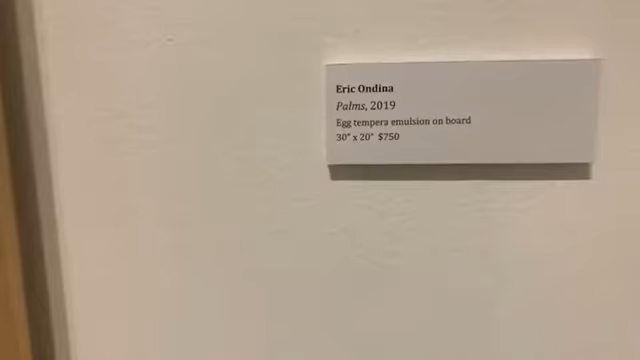 Eric Ondina
Palms, 2019
Egg tempera emulsion on board
30" x 20" $750